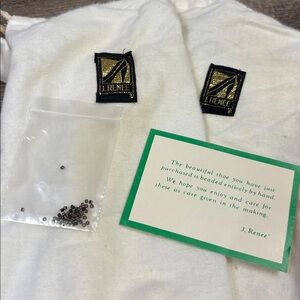 J. RENEE
J. RENEE
The beautiful shoe you have just
purchased is beaded entirely by hand.
We hope you enjoy and care for
these as care given in the making.
J. Renee